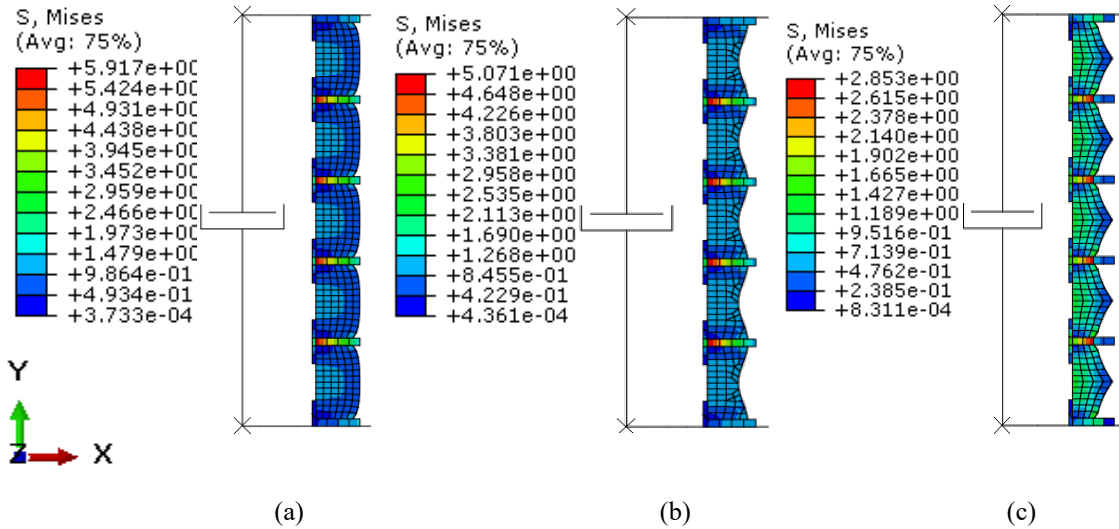 S, Mises
(Avg: 75%)
+5.917e+00
+5.424e+00
+4.931e+00
+4.438e+00
+3.945e+00
+3.452e+00
+2.959e+00
+2.466e+00
+1.973e+00
+1.479e+00
+9.864e-01
+4.934e-01
+3.733e-04
S, Mises
(Avg: 75%)
+5.071e+00
+4.648e+00
+4.226e+00
+3.803e+00
+3.381e+00
+2.958e+00
+2.535e+00
+2.113e+00
+1.690e+00
+1.268e+00
+8.455e-01
+4.229e-01
+4.361e-04
S, Mises
(Avg: 75%)
+2.853e+00
+2.615e+00
+2.378e+00
+2.140e+00
+1.902e+00
+1.665e+00
+1.427e+00
+1.189e+00
+9.516e-01
+7.139e-01
+4.762e-01
+2.385e-01
+8.311e-04
Y
Z
X
(a)
(b)
(c)